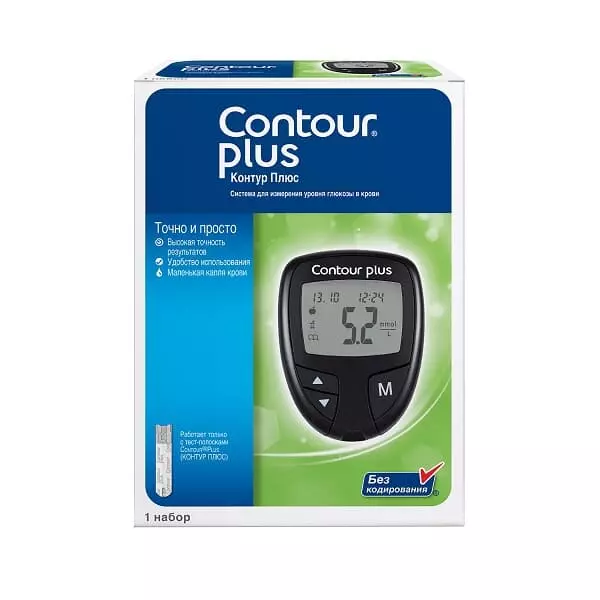 Contour®
plus
Контур Плюс
Система для измерения уровня глюкозы в крови
Точно и просто
Высокая точность
результатов
Удобство использования
Маленькая капля крови
Contour plus
13.10 12:24
5.2 mmol
L
M
Работает только
с тест-полосками
Contour®Plus
(КОНТУР ПЛЮС)
Без
кодирования®
1 набор